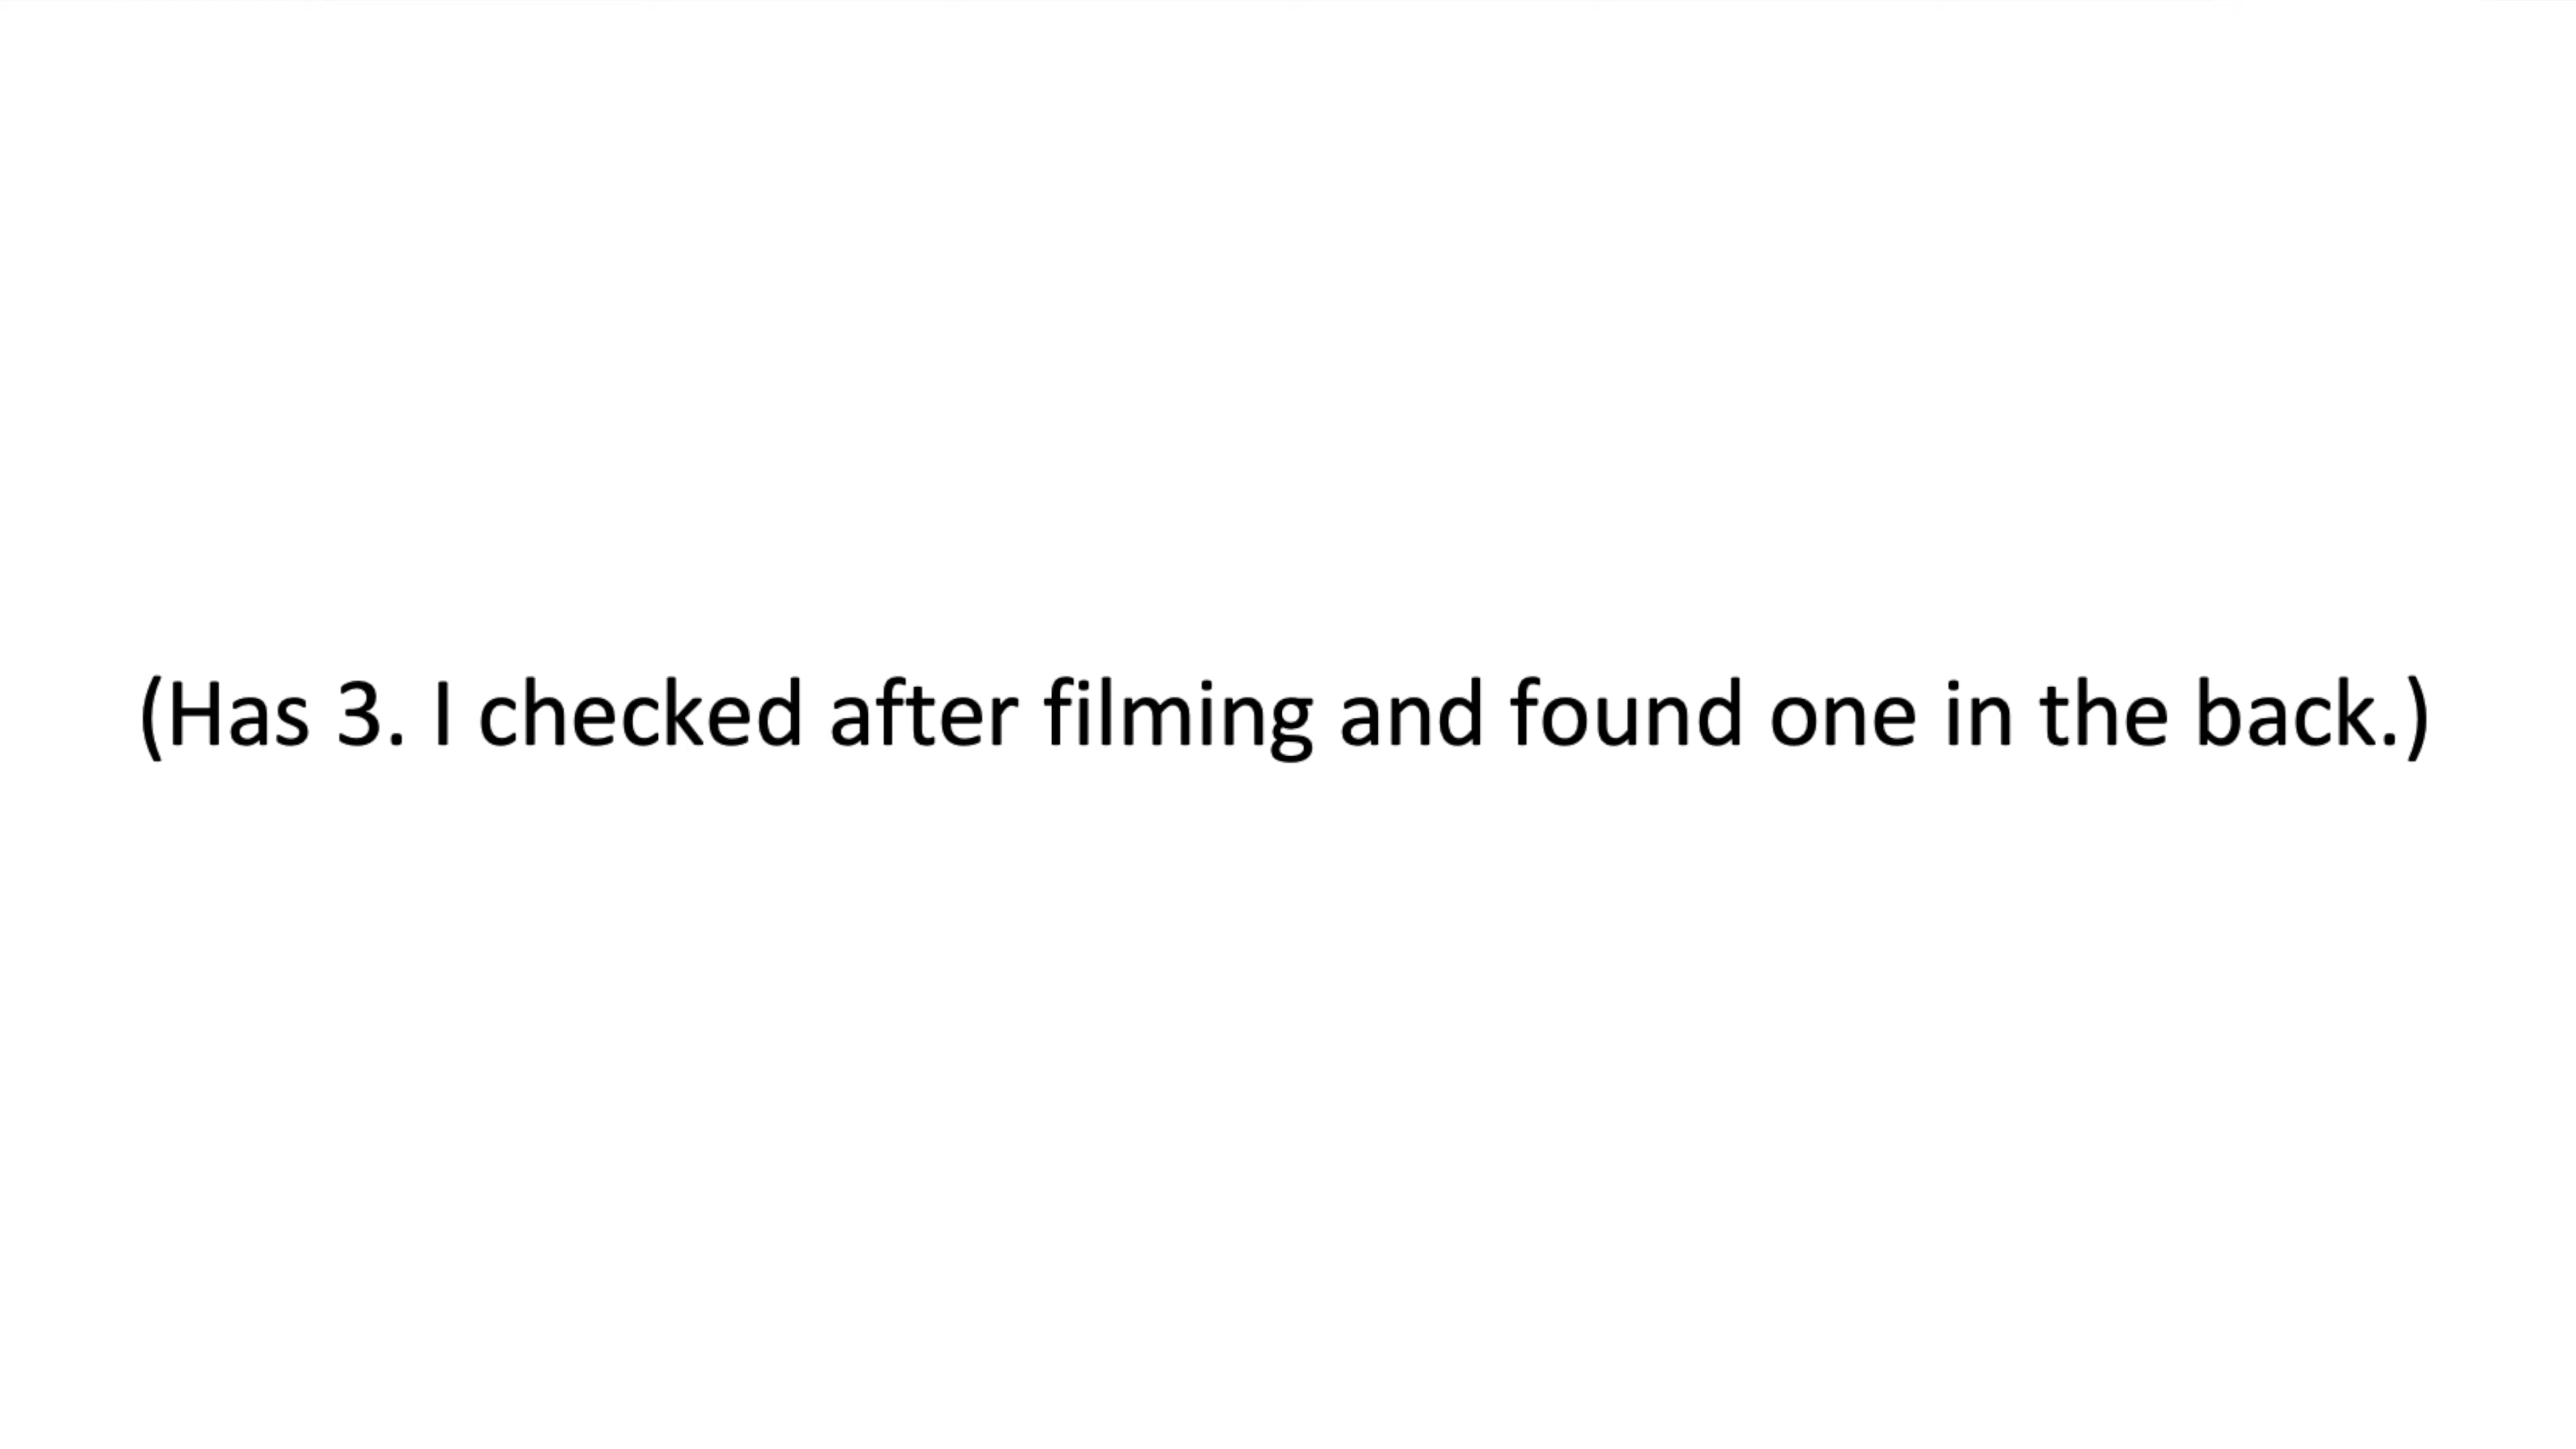 (Has 3. I checked after filming and found one in the back.)